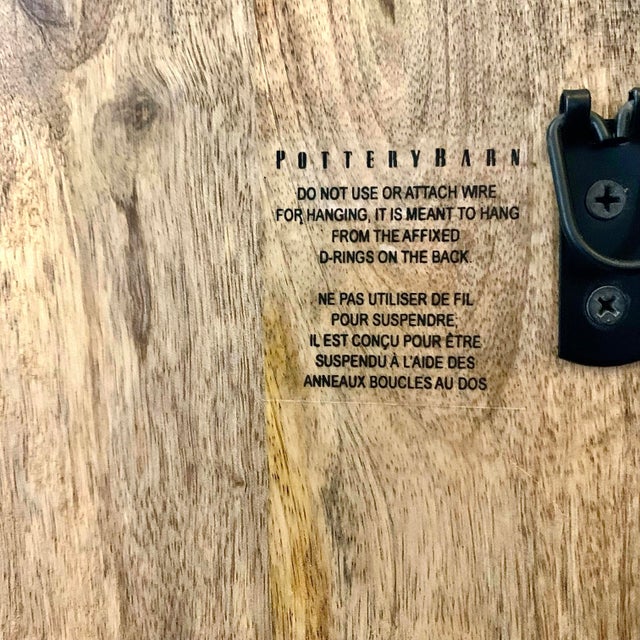 POTTERYBARN
DO NOT USE OR ATTACH WIRE
FOR HANGING, IT IS MEANT TO HANG
FROM THE AFFIXED
D-RINGS ON THE BACK.
NE PAS UTILISER DE FIL
POUR SUSPENDRE;
IL EST CONÇU POUR ÊTRE
SUSPENDU À L'AIDE DES
ANNEAUX BOUCLES AU DOS